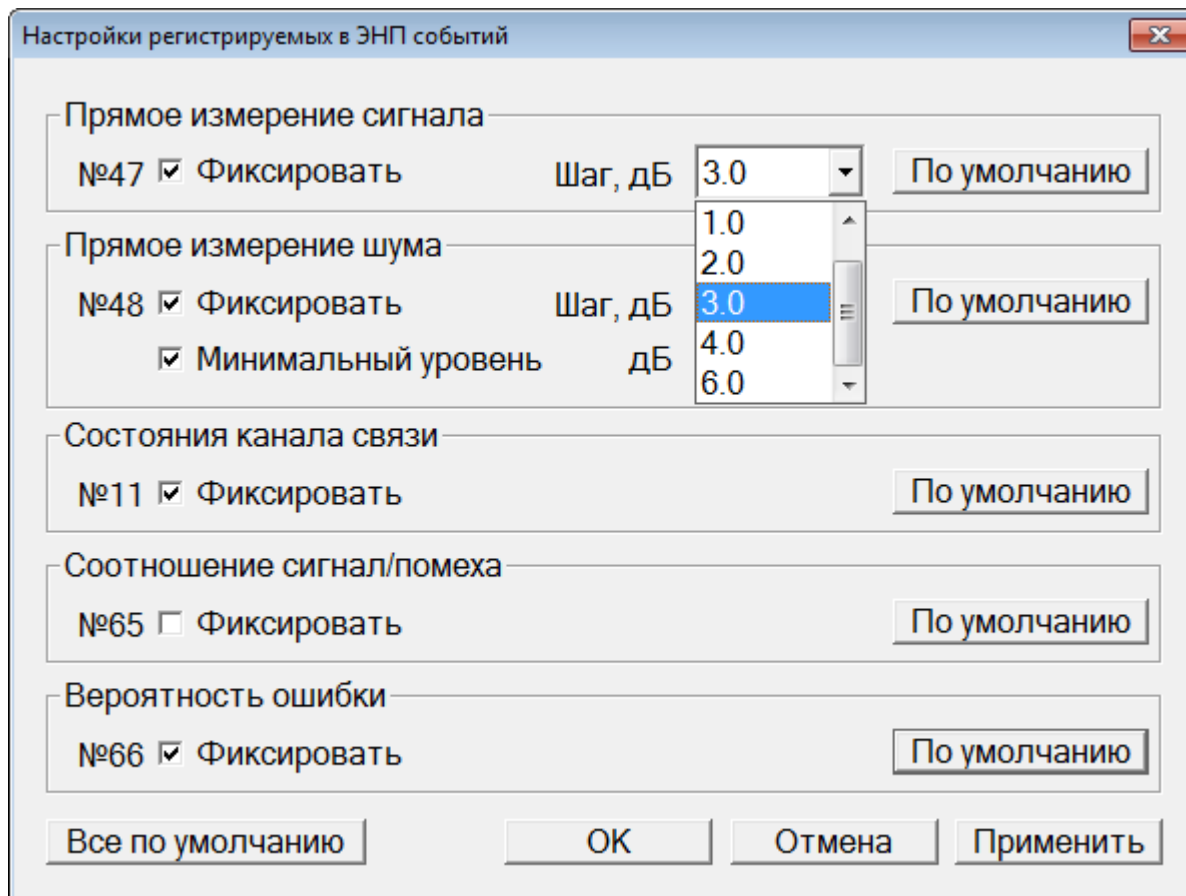 Настройки регистрируемых в ЭНП событий
Прямое измерение сигнала
№47 Фиксировать Шаг, дБ 3.0 По умолчанию
1.0
Прямое измерение шума
2.0
№48 Фиксировать Шаг, дБ 3.0 По умолчанию
4.0
Минимальный уровень дБ
6.0
Состояния канала связи
№11 Фиксировать По умолчанию
Соотношение сигнал/помеха
№65 Фиксировать По умолчанию
Вероятность ошибки
№66 Фиксировать По умолчанию
Все по умолчанию OK Отмена Применить